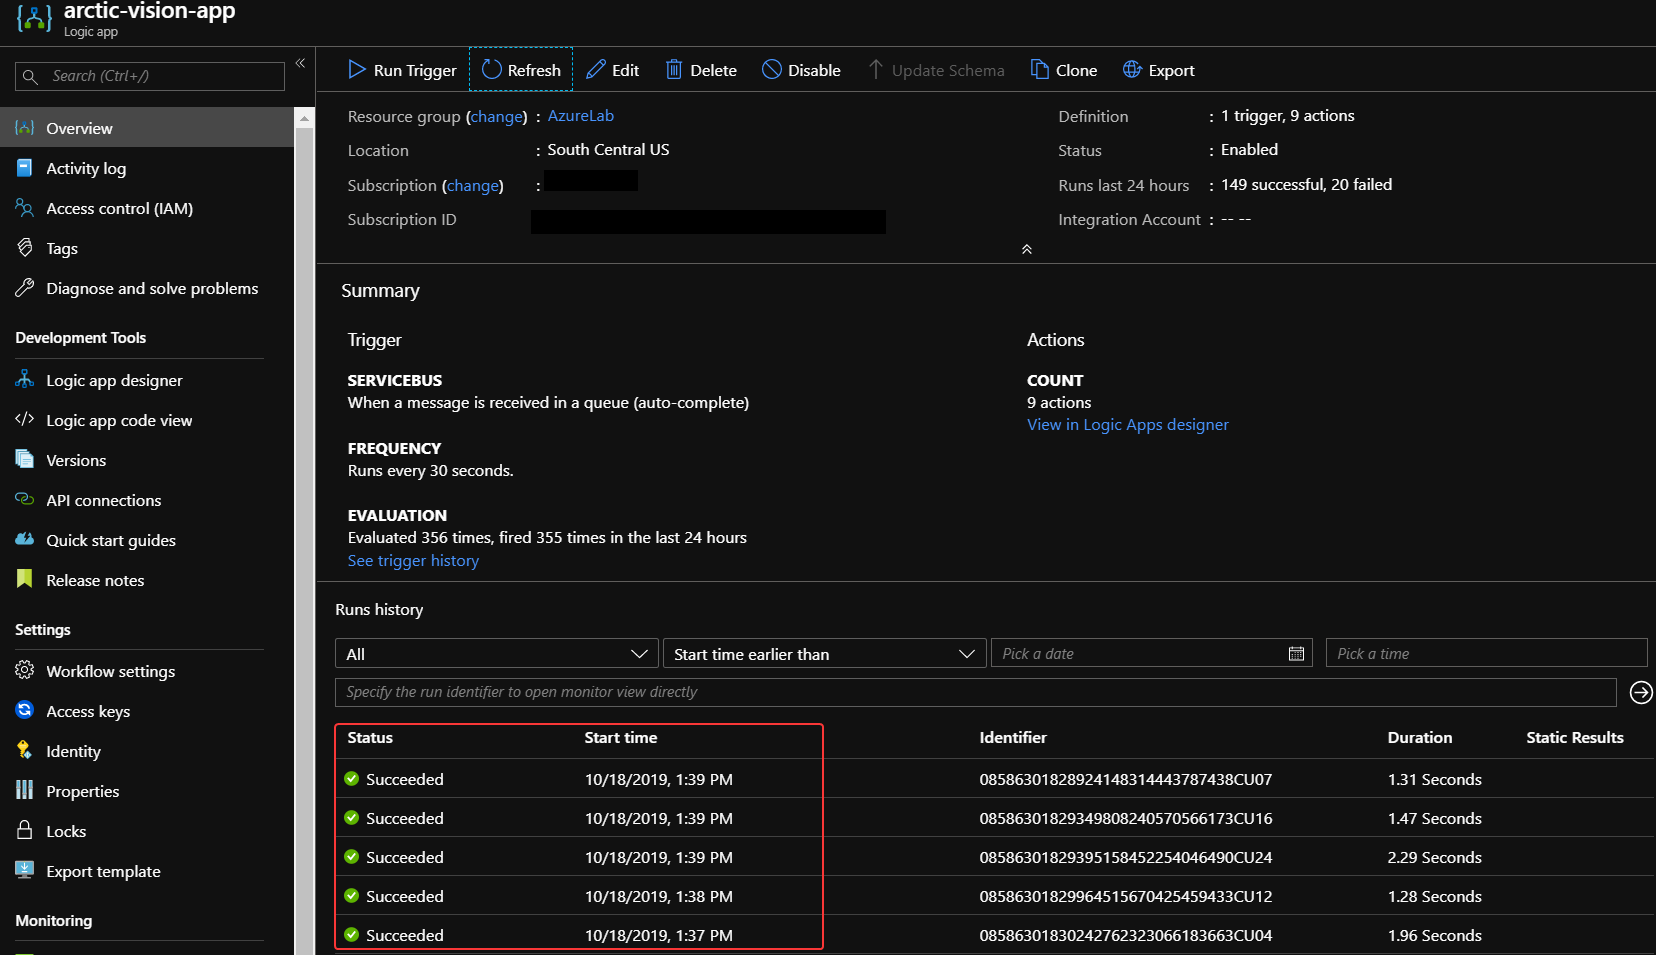 arctic-vision-app
Logic app
Search (Ctrl+/)
«
Overview
Activity log
Access control (IAM)
Tags
Diagnose and solve problems
Development Tools
Logic app designer
Logic app code view
Versions
API connections
Quick start guides
Release notes
Settings
Workflow settings
Access keys
Identity
Properties
Locks
Export template
Monitoring
Run Trigger Refresh Edit Delete Disable Update Schema Clone Export
Resource group (change) : AzureLab
Location : South Central US
Subscription (change) :
Subscription ID
Definition : 1 trigger, 9 actions
Status : Enabled
Runs last 24 hours : 149 successful, 20 failed
Integration Account : -- --
Summary
Trigger
SERVICEBUS
When a message is received in a queue (auto-complete)
FREQUENCY
Runs every 30 seconds.
EVALUATION
Evaluated 356 times, fired 355 times in the last 24 hours
See trigger history
Actions
COUNT
9 actions
View in Logic Apps designer
Runs history
All Start time earlier than Pick a date Pick a time
Specify the run identifier to open monitor view directly
Status Start time Identifier Duration Static Results
Succeeded 10/18/2019, 1:39 PM 08586301828924148314443787438CU07 1.31 Seconds
Succeeded 10/18/2019, 1:39 PM 08586301829349808240570566173CU16 1.47 Seconds
Succeeded 10/18/2019, 1:39 PM 08586301829395158452254046490CU24 2.29 Seconds
Succeeded 10/18/2019, 1:38 PM 08586301829964515670425459433CU12 1.28 Seconds
Succeeded 10/18/2019, 1:37 PM 08586301830242762323066183663CU04 1.96 Seconds